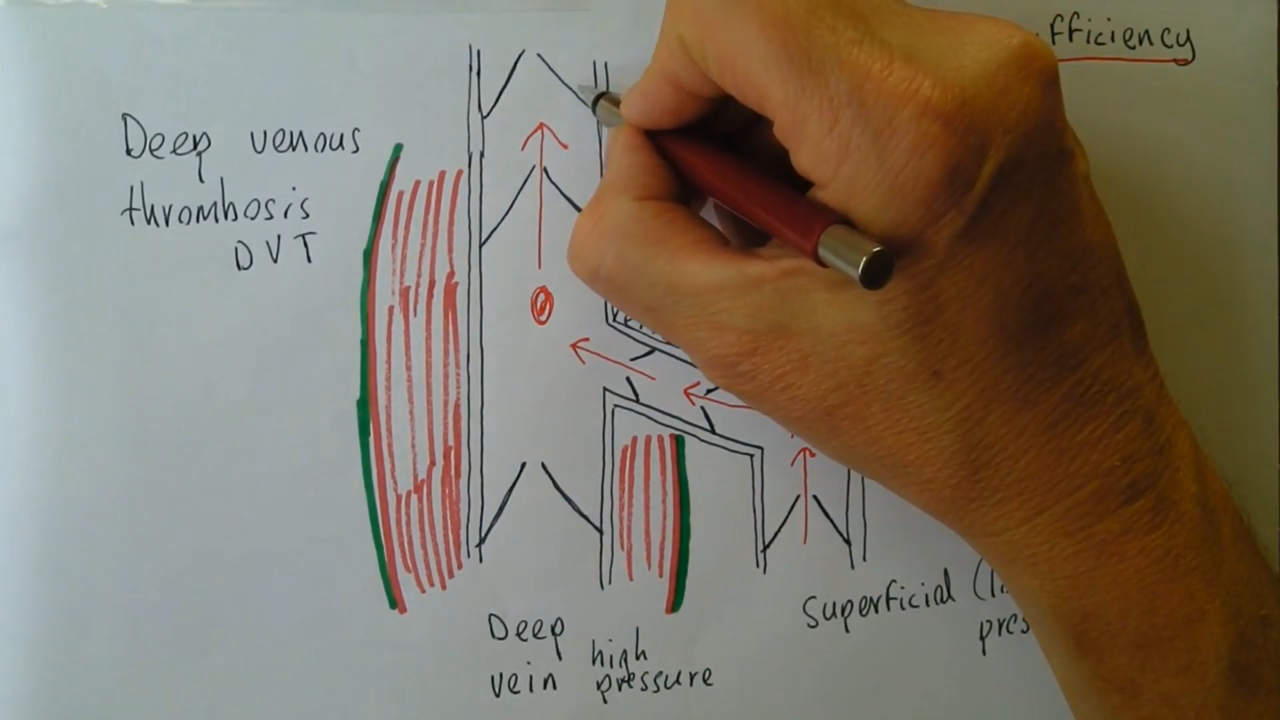 fficiency
Deep venous
thrombosis
DVT
Deep
vein
high
pressure
Superficial
pres